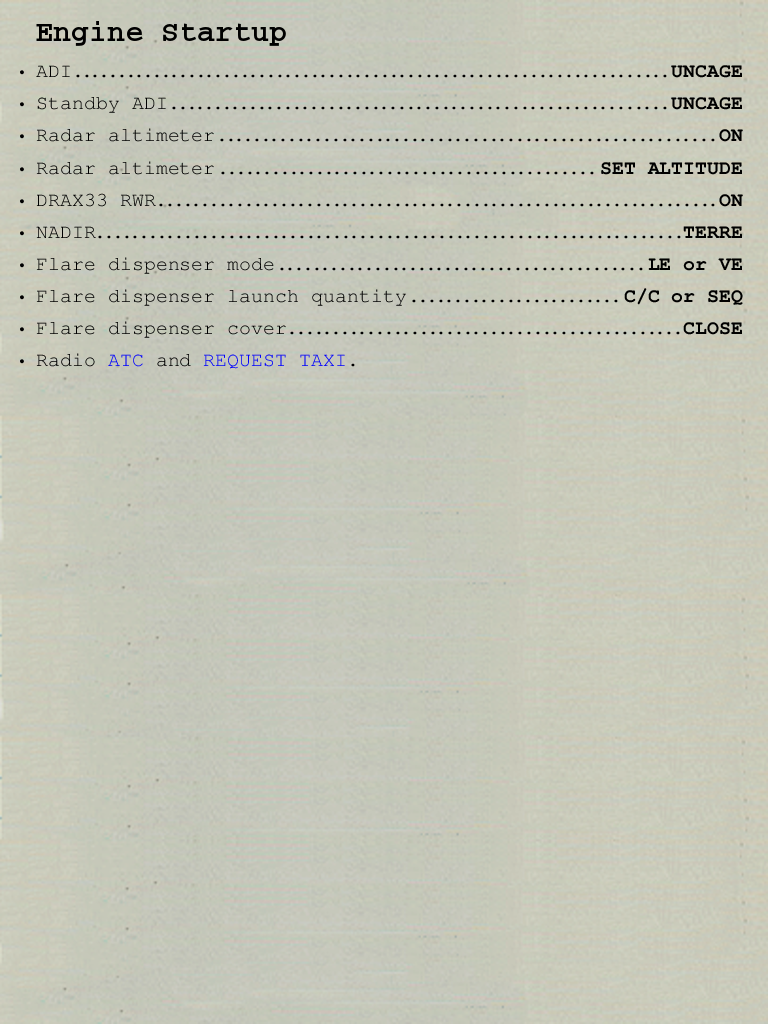 Engine Startup
• ADI..................................................................UNCAGE
• Standby ADI.......................................................UNCAGE
• Radar altimeter.......................................................ON
• Radar altimeter..........................................SET ALTITUDE
• DRAX33 RWR..............................................................ON
• NADIR.................................................................TERRE
• Flare dispenser mode.........................................LE or VE
• Flare dispenser launch quantity.......................C/C or SEQ
• Flare dispenser cover............................................CLOSE
• Radio ATC and REQUEST TAXI.